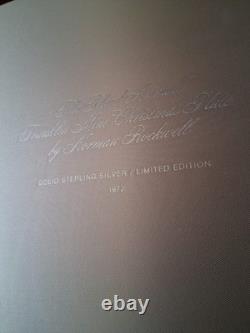 Franklin Mint Christmas Plate
by Norman Rockwell
SOLID STERLING SILVER / LIMITED EDITION
1972